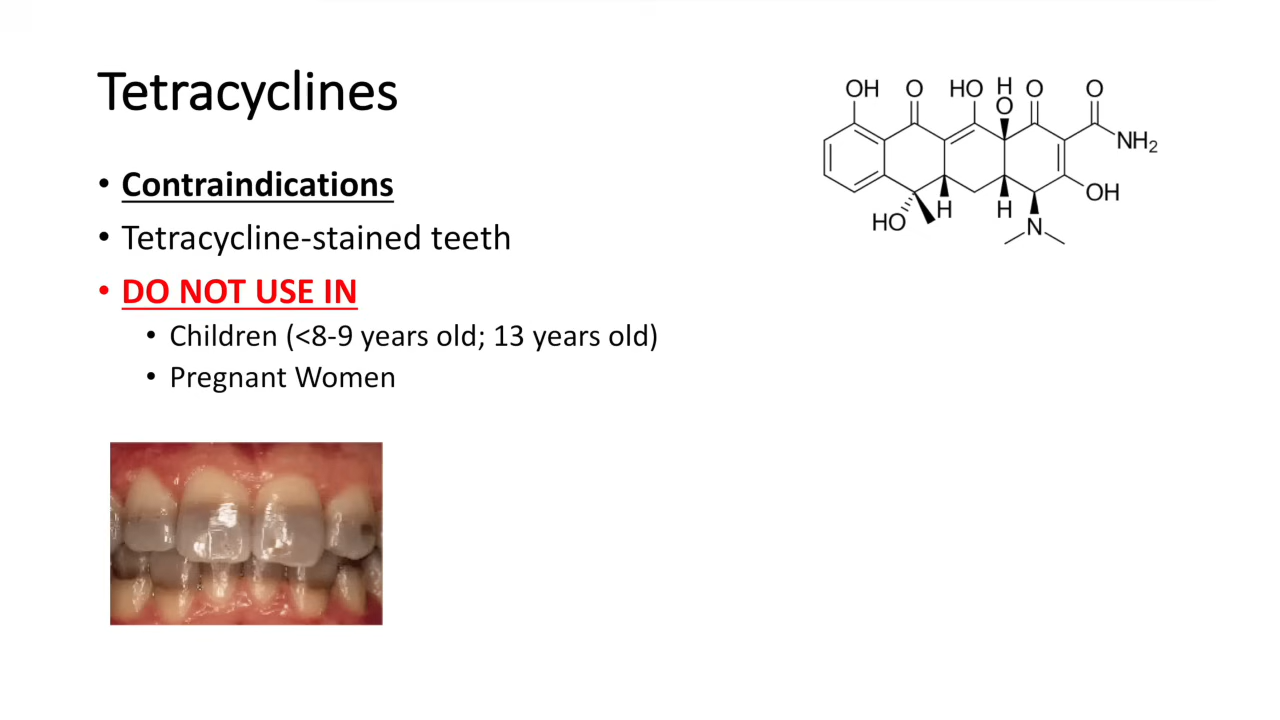 Tetracyclines
• Contraindications
• Tetracycline-stained teeth
• DO NOT USE IN
• Children (<8-9 years old; 13 years old)
• Pregnant Women
OH O HO H O O O
NH2
OH
HO H H N